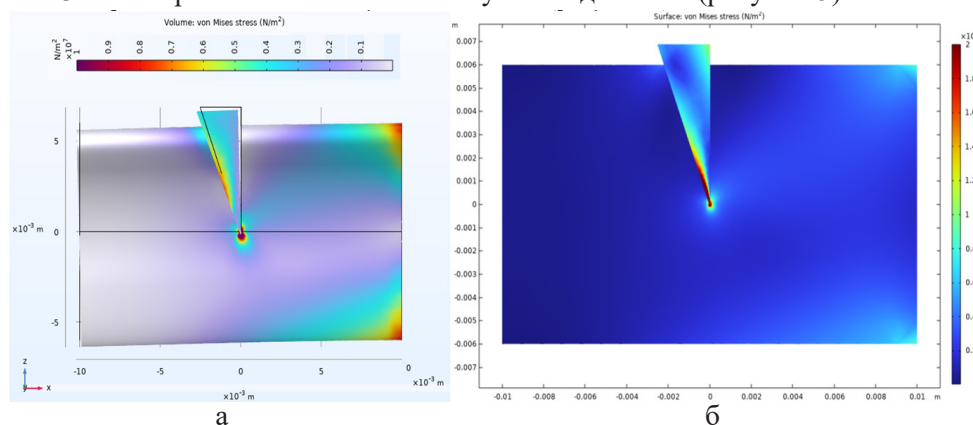 Volume: von Mises stress (N/m²)
N/m²
×10⁷
1 0.9 0.8 0.7 0.6 0.5 0.4 0.3 0.2 0.1
5
×10⁻³ m 0
-5
-10 -5 0 5 0
×10⁻³ m
×10⁻³ m
z
y x
а
Surface: von Mises stress (N/m²)
m
0.007
0.006
0.005
0.004
0.003
0.002
0.001
0
-0.001
-0.002
-0.003
-0.004
-0.005
-0.006
-0.007
-0.01 -0.008 -0.006 -0.004 -0.002 0 0.002 0.004 0.006 0.008 0.01 m
2
б